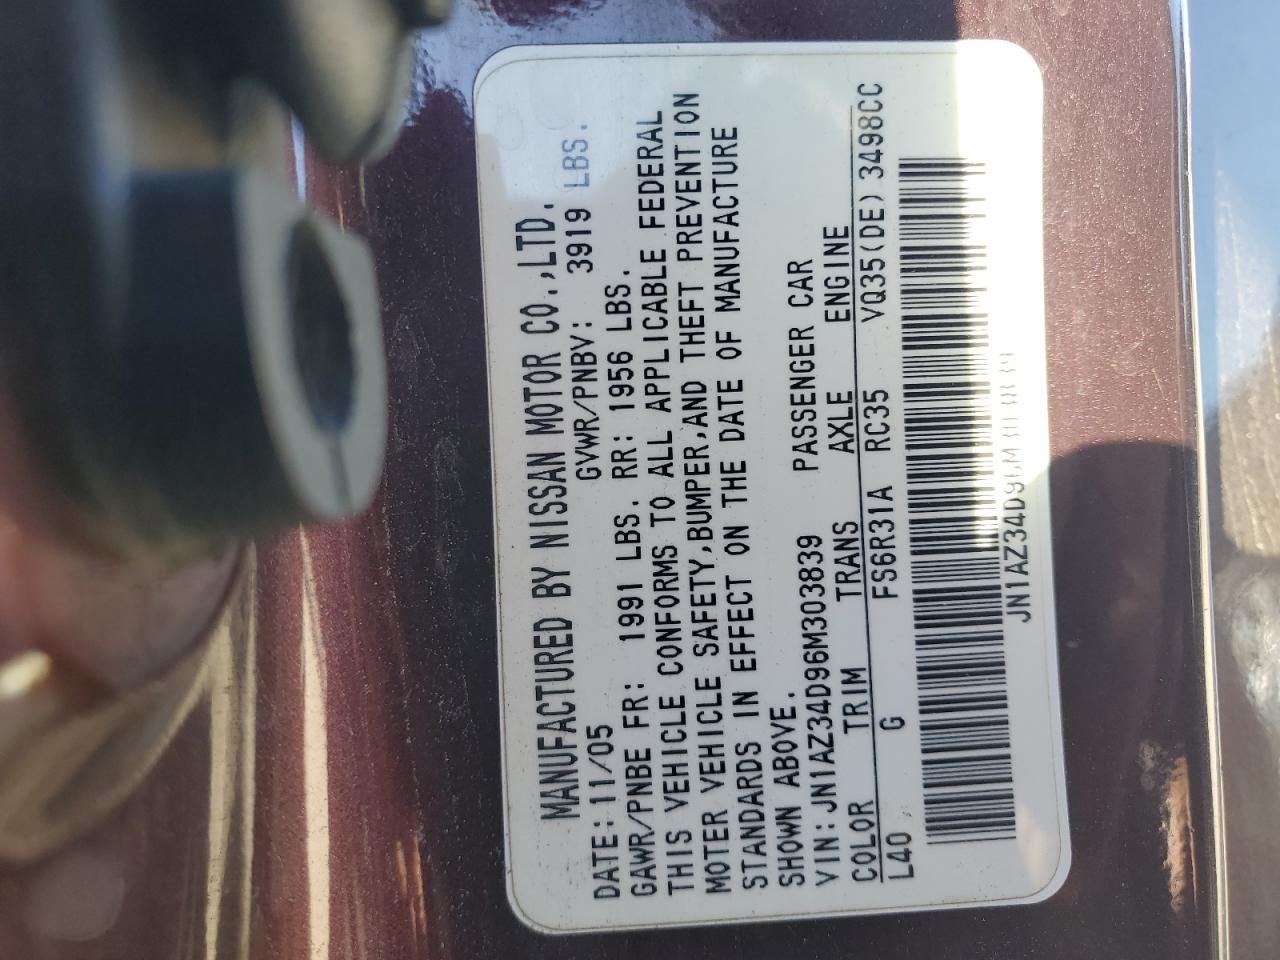 MANUFACTURED BY NISSAN MOTOR CO.,LTD.
DATE:11/05 GVWR/PNBV: 3919 LBS.
GAWR/PNBE FR: 1991 LBS. RR: 1956 LBS.
THIS VEHICLE CONFORMS TO ALL APPLICABLE FEDERAL
MOTER VEHICLE SAFETY,BUMPER,AND THEFT PREVENTION
STANDARDS IN EFFECT ON THE DATE OF MANUFACTURE
SHOWN ABOVE.
VIN:JN1AZ34D96M303839 PASSENGER CAR
COLOR TRIM TRANS AXLE ENGINE
L40 G FS6R31A RC35 VQ35(DE) 3498CC
JN1AZ34D96M303839